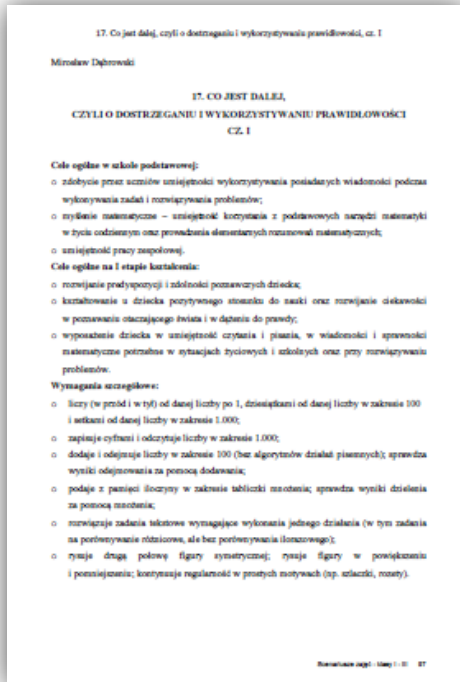 17. Co jest dalej, czyli o dostrzeganiu i wykorzystywaniu prawidłowości, cz. I
Mirosław Dąbrowski
17. CO JEST DALEJ,
CZYLI O DOSTRZEGANIU I WYKORZYSTYWANIU PRAWIDŁOWOŚCI
CZ. I
Cele ogólne w szkole podstawowej:
o zdobycie przez uczniów umiejętności wykorzystywania posiadanych wiadomości podczas
wykonywania zadań i rozwiązywania problemów;
o myślenie matematyczne – umiejętność korzystania z podstawowych narzędzi matematyki
w życiu codziennym oraz prowadzenia elementarnych rozumowań matematycznych;
o umiejętność pracy zespołowej.
Cele ogólne na I etapie kształcenia:
o rozwijanie predyspozycji i zdolności poznawczych dziecka;
o kształtowanie u dziecka pozytywnego stosunku do nauki oraz rozwijanie ciekawości
w poznawaniu otaczającego świata i w dążeniu do prawdy;
o wyposażenie dziecka w umiejętność czytania i pisania, w wiadomości i sprawności
matematyczne potrzebne w sytuacjach życiowych i szkolnych oraz przy rozwiązywaniu
problemów.
Wymagania szczegółowe:
o liczy (w przód i w tył) od danej liczby po 1, dziesiątkami od danej liczby w zakresie 100
i setkami od danej liczby w zakresie 1.000;
o zapisuje cyframi i odczytuje liczby w zakresie 1.000;
o dodaje i odejmuje liczby w zakresie 100 (bez algorytmów działań pisemnych); sprawdza
wyniki odejmowania za pomocą dodawania;
o podaje z pamięci iloczyny w zakresie tabliczki mnożenia; sprawdza wyniki dzielenia
za pomocą mnożenia;
o rozwiązuje zadania tekstowe wymagające wykonania jednego działania (w tym zadania
na porównywanie różnicowe, ale bez porównywania ilorazowego);
o rysuje drugą połowę figury symetrycznej; rysuje figury w powiększeniu
i pomniejszeniu; kontynuuje regularność w prostych motywach (np. szlaczki, rozety).
Scenariusze zajęć – klasy I – III 87